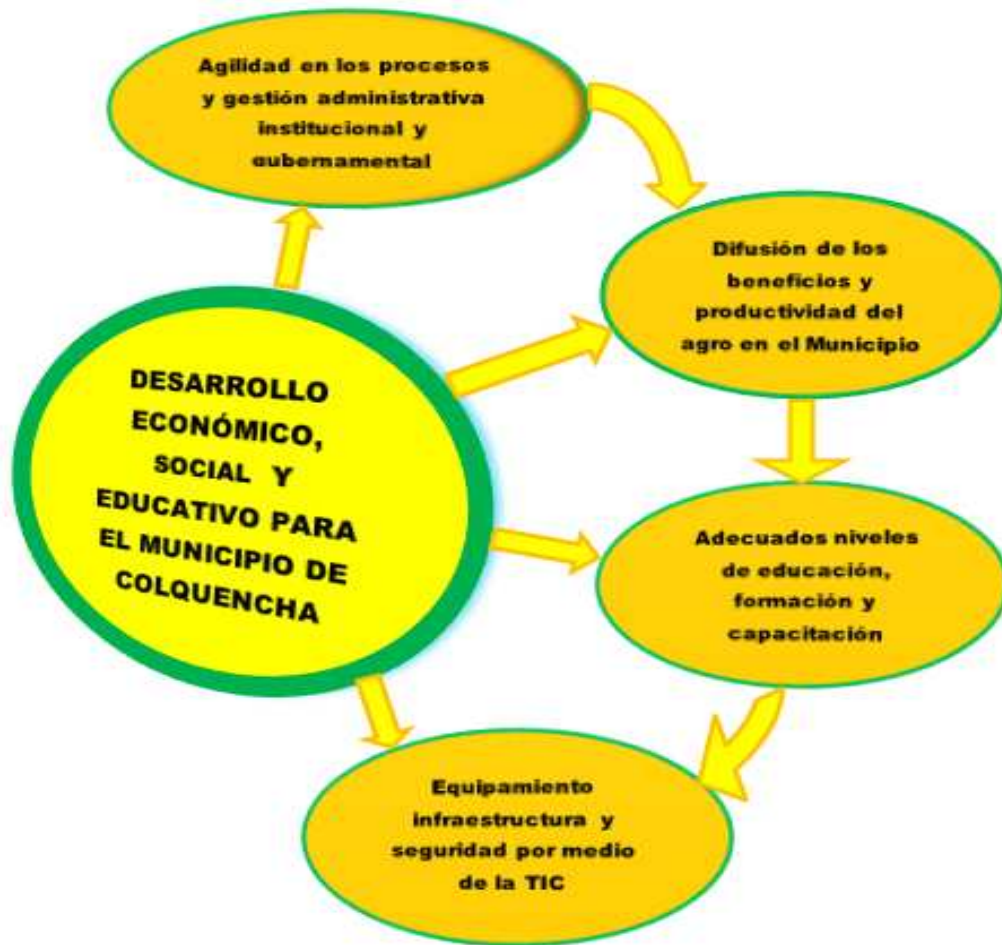 Agilidad en los procesos
y gestión administrativa
institucional y
gubernamental
Difusión de los
beneficios y
productividad del
agro en el Municipio
DESARROLLO
ECONÓMICO,
SOCIAL Y
EDUCATIVO PARA
EL MUNICIPIO DE
COLQUENCHA
Adecuados niveles
de educación,
formación y
capacitación
Equipamiento
infraestructura y
seguridad por medio
de la TIC